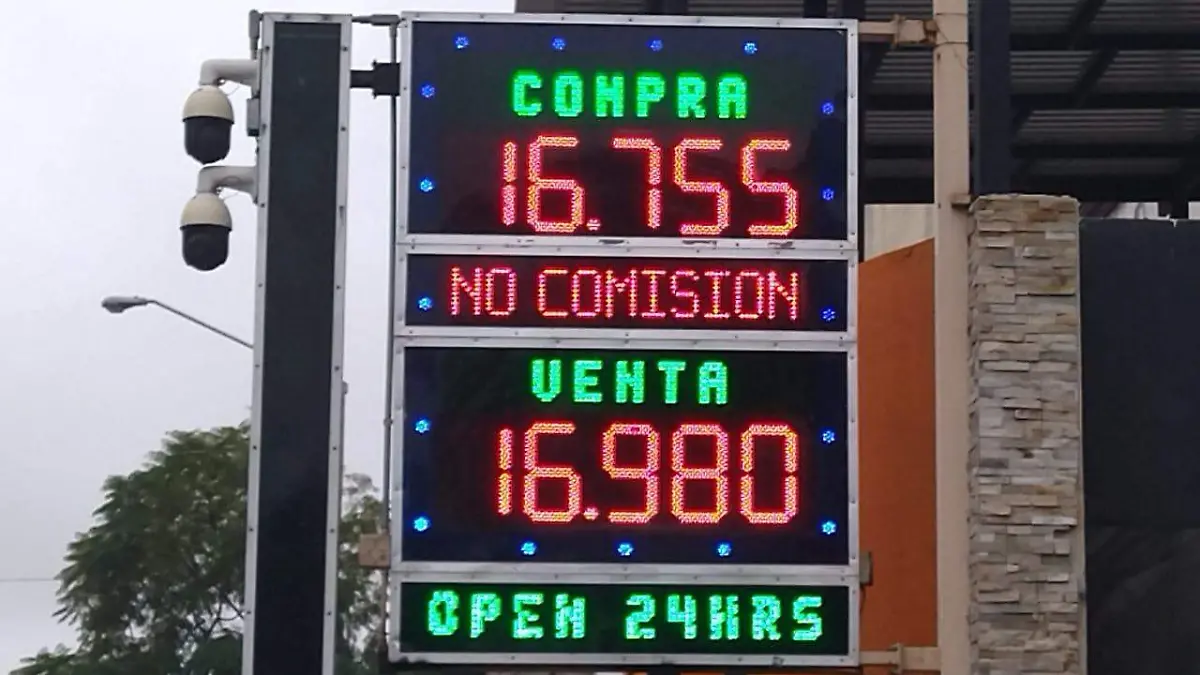 COMPRA
16.755
NO COMISION
VENTA
16.980
OPEN 24HRS